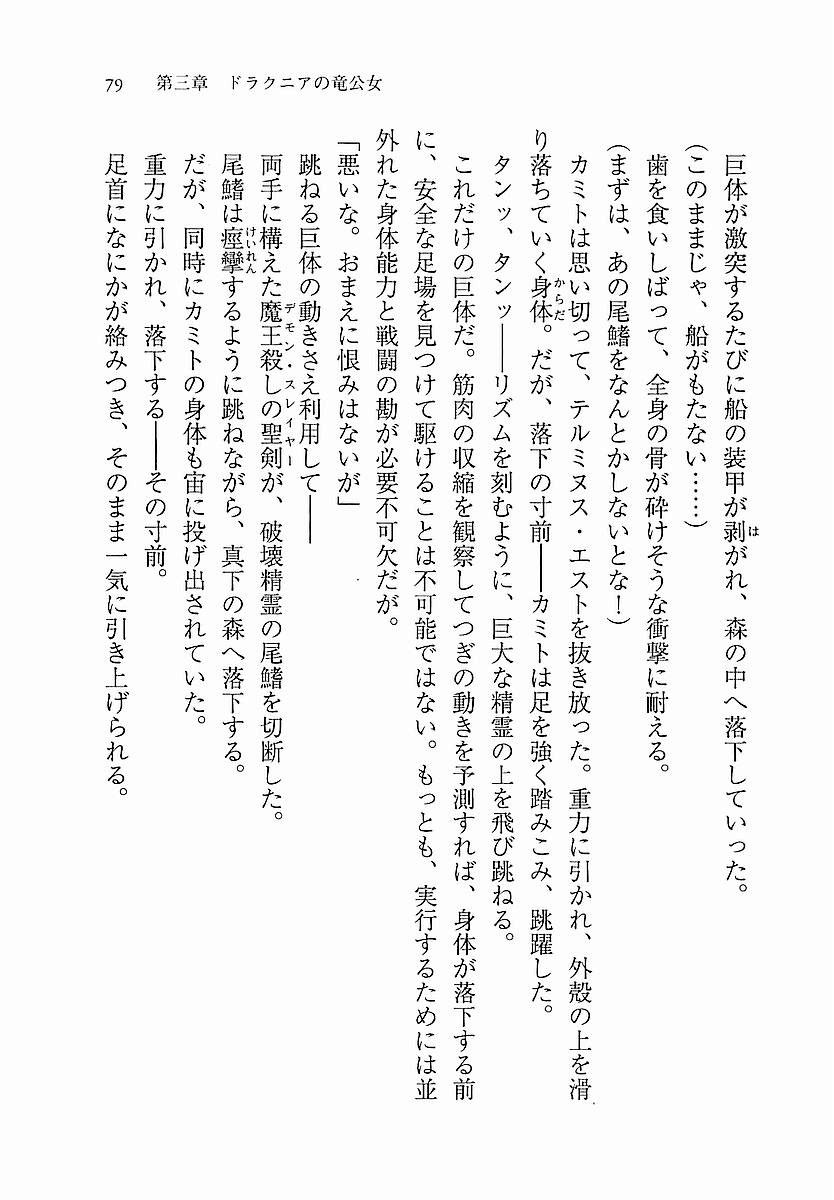 79　第三章　ドラクニアの竜公女
巨体が激突するたびに船の装甲が剥がれ、森の中へ落下していった。
（このままじゃ、船がもたない……）
歯を食いしばって、全身の骨が砕けそうな衝撃に耐える。
（まずは、あの尾鰭をなんとかしないとな！）
カミトは思い切って、テルミヌス・エストを抜き放った。重力に引かれ、外殻の上を滑
り落ちていく身体。だが、落下の寸前――カミトは足を強く踏みこみ、跳躍した。
タンッ、タンッ――リズムを刻むように、巨大な精霊の上を飛び跳ねる。
これだけの巨体だ。筋肉の収縮を観察してつぎの動きを予測すれば、身体が落下する前
に、安全な足場を見つけて駆けることは不可能ではない。もっとも、実行するためには並
外れた身体能力と戦闘の勘が必要不可欠だが。
「悪いな。おまえに恨みはないが」
跳ねる巨体の動きさえ利用して――
両手に構えた魔王殺しの聖剣が、破壊精霊の尾鰭を切断した。
尾鰭は痙攣するように跳ねながら、真下の森へ落下する。
だが、同時にカミトの身体も宙に投げ出されていた。
重力に引かれ、落下する――その寸前。
足首になにかが絡みつき、そのまま一気に引き上げられる。